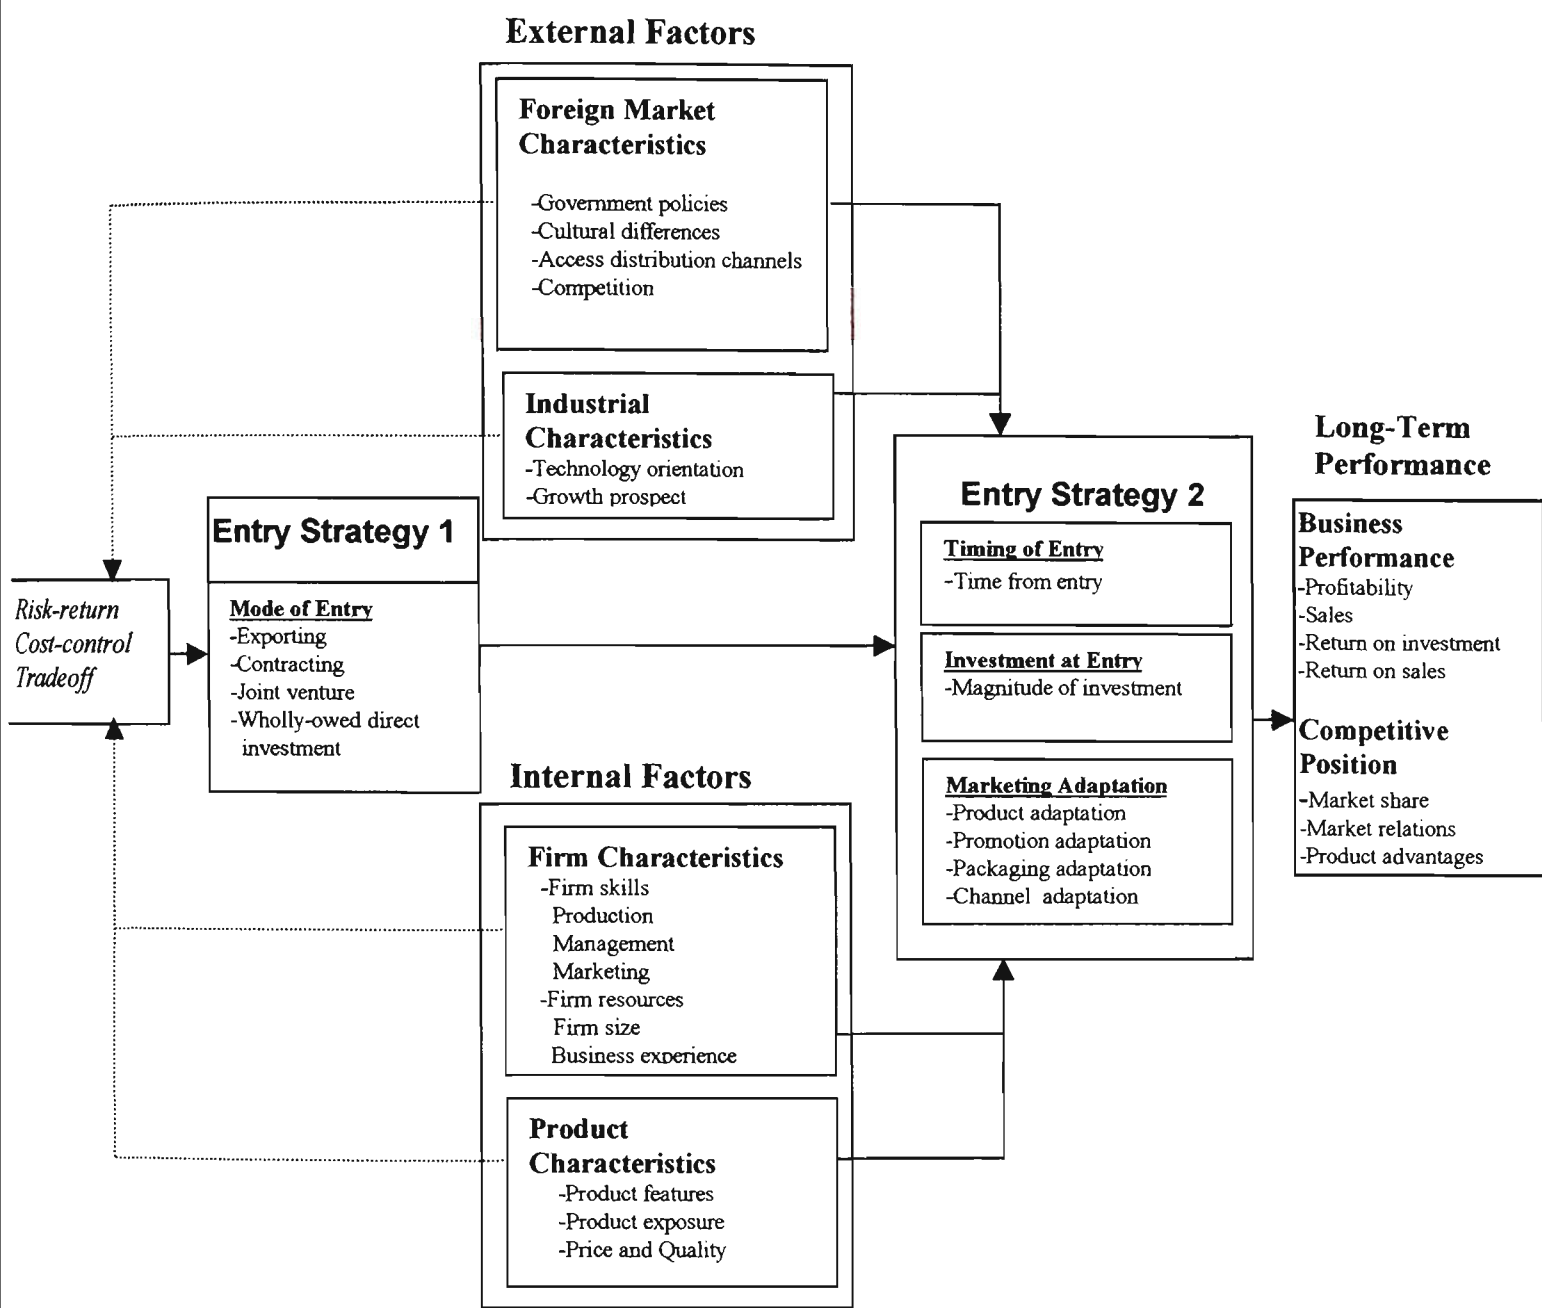 External Factors
Foreign Market
Characteristics
-Government policies
-Cultural differences
-Access distribution channels
-Competition
Industrial
Characteristics
-Technology orientation
-Growth prospect
Risk-return
Cost-control
Tradeoff
Entry Strategy 1
Mode of Entry
-Exporting
-Contracting
-Joint venture
-Wholly-owed direct
investment
Internal Factors
Firm Characteristics
-Firm skills
Production
Management
Marketing
-Firm resources
Firm size
Business experience
Product
Characteristics
-Product features
-Product exposure
-Price and Quality
Entry Strategy 2
Timing of Entry
-Time from entry
Investment at Entry
-Magnitude of investment
Marketing Adaptation
-Product adaptation
-Promotion adaptation
-Packaging adaptation
-Channel adaptation
Long-Term
Performance
Business
Performance
-Profitability
-Sales
-Return on investment
-Return on sales
Competitive
Position
-Market share
-Market relations
-Product advantages